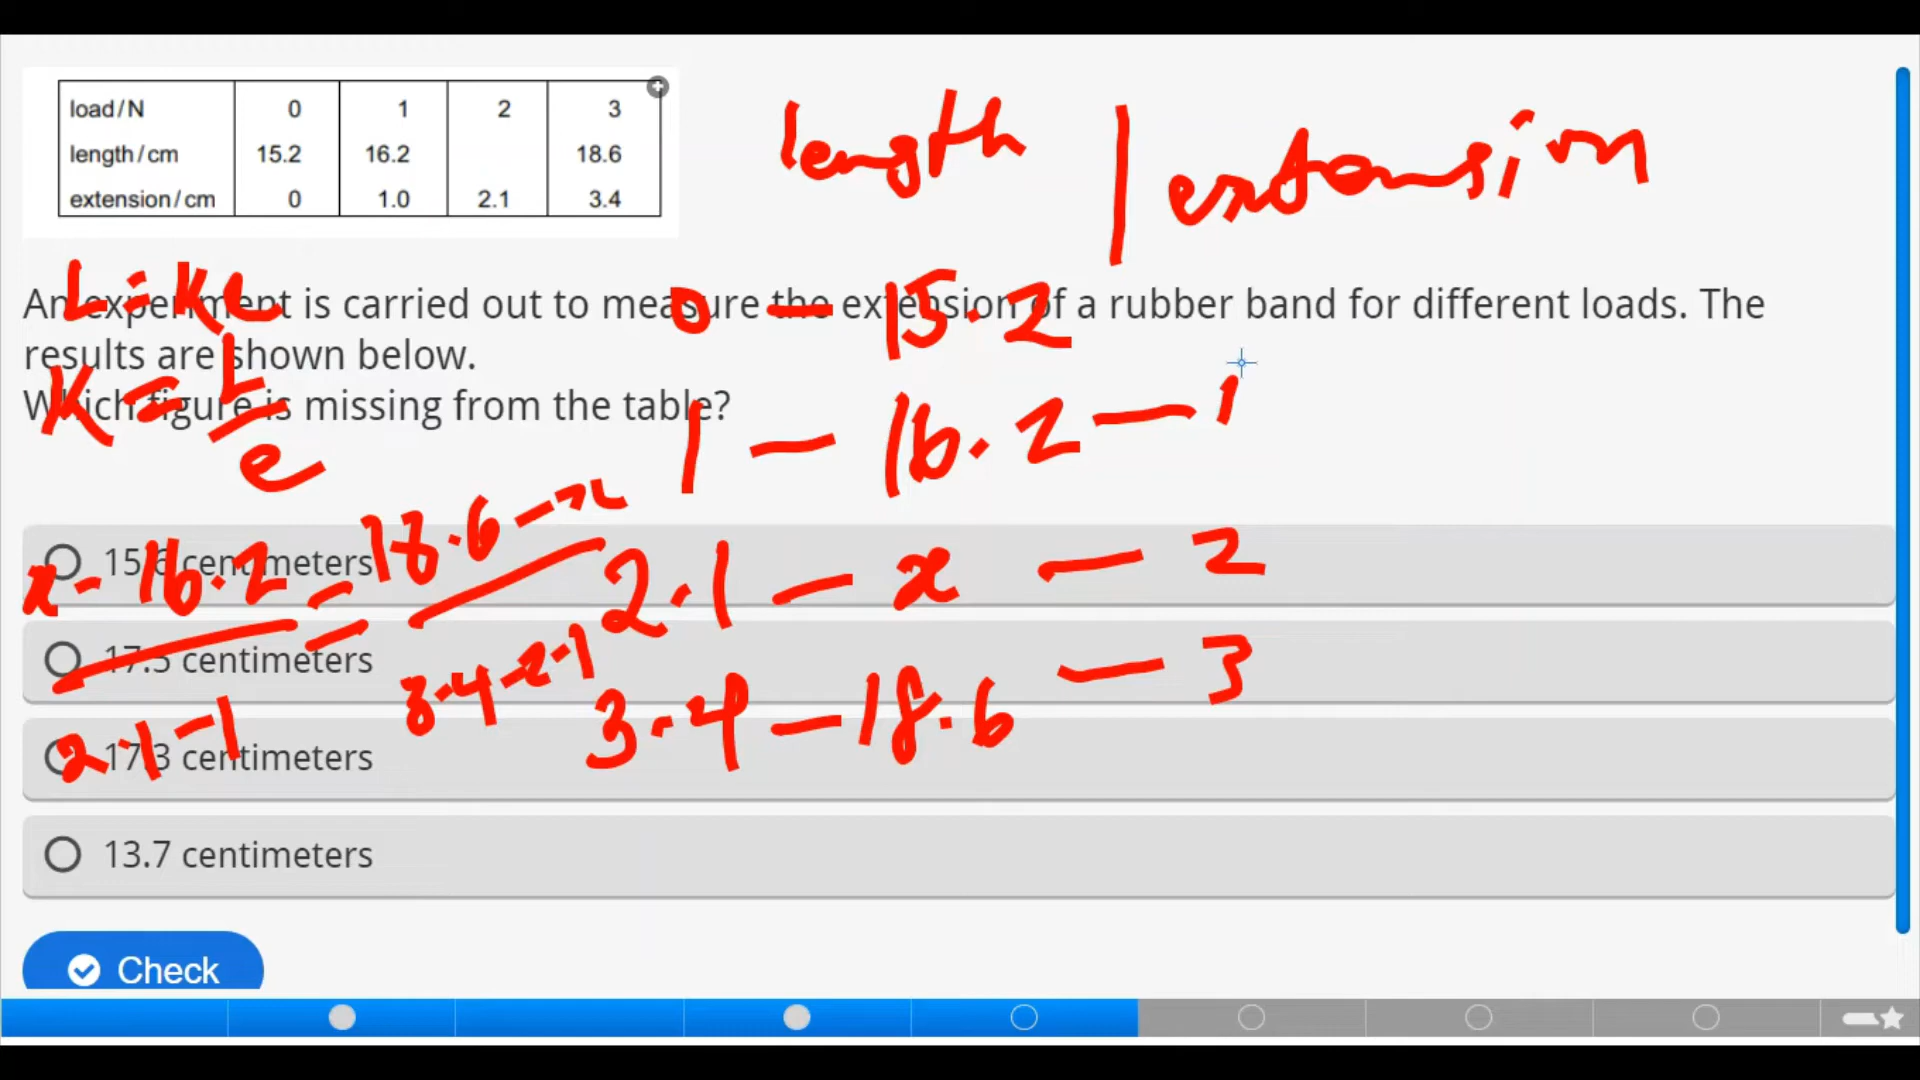 load/N 0 1 2 3
length/cm 15.2 16.2 18.6
extension/cm 0 1.0 2.1 3.4
length | extension
An experiment is carried out to measure the extension of a rubber band for different loads. The
results are shown below.
Which figure is missing from the table?
L = Ke
K = L/e
0 — 15.2
1 — 16.2 — 1
2.1 — x — 2
3.4 — 18.6 — 3
x - 16.2 = 18.6 - x
2.1 - 1 3.4 - 2.1
15.6 centimeters
17.5 centimeters
17.3 centimeters
13.7 centimeters
Check